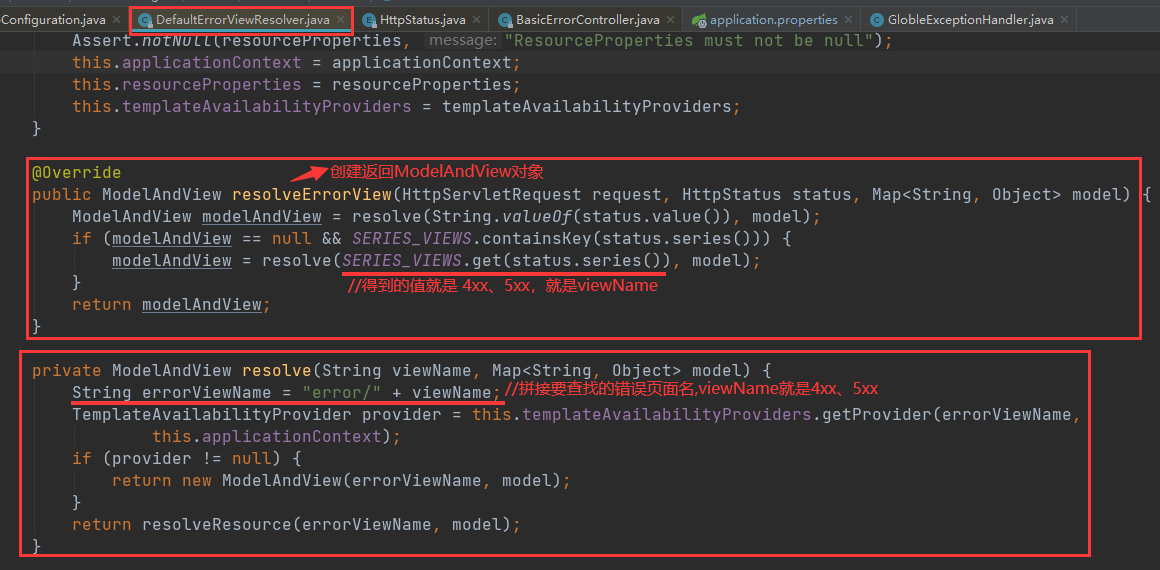 Configuration.java DefaultErrorViewResolver.java HttpStatus.java BasicErrorController.java application.properties GlobleExceptionHandler.java
Assert.notNull(resourceProperties, message: "ResourceProperties must not be null");
this.applicationContext = applicationContext;
this.resourceProperties = resourceProperties;
this.templateAvailabilityProviders = templateAvailabilityProviders;
}
@Override 创建返回ModelAndView对象
public ModelAndView resolveErrorView(HttpServletRequest request, HttpStatus status, Map<String, Object> model) {
ModelAndView modelAndView = resolve(String.valueOf(status.value()), model);
if (modelAndView == null && SERIES_VIEWS.containsKey(status.series())) {
modelAndView = resolve(SERIES_VIEWS.get(status.series()), model);
} //得到的值就是 4xx、5xx，就是viewName
return modelAndView;
}
private ModelAndView resolve(String viewName, Map<String, Object> model) {
String errorViewName = "error/" + viewName; //拼接要查找的错误页面名,viewName就是4xx、5xx
TemplateAvailabilityProvider provider = this.templateAvailabilityProviders.getProvider(errorViewName,
this.applicationContext);
if (provider != null) {
return new ModelAndView(errorViewName, model);
}
return resolveResource(errorViewName, model);
}